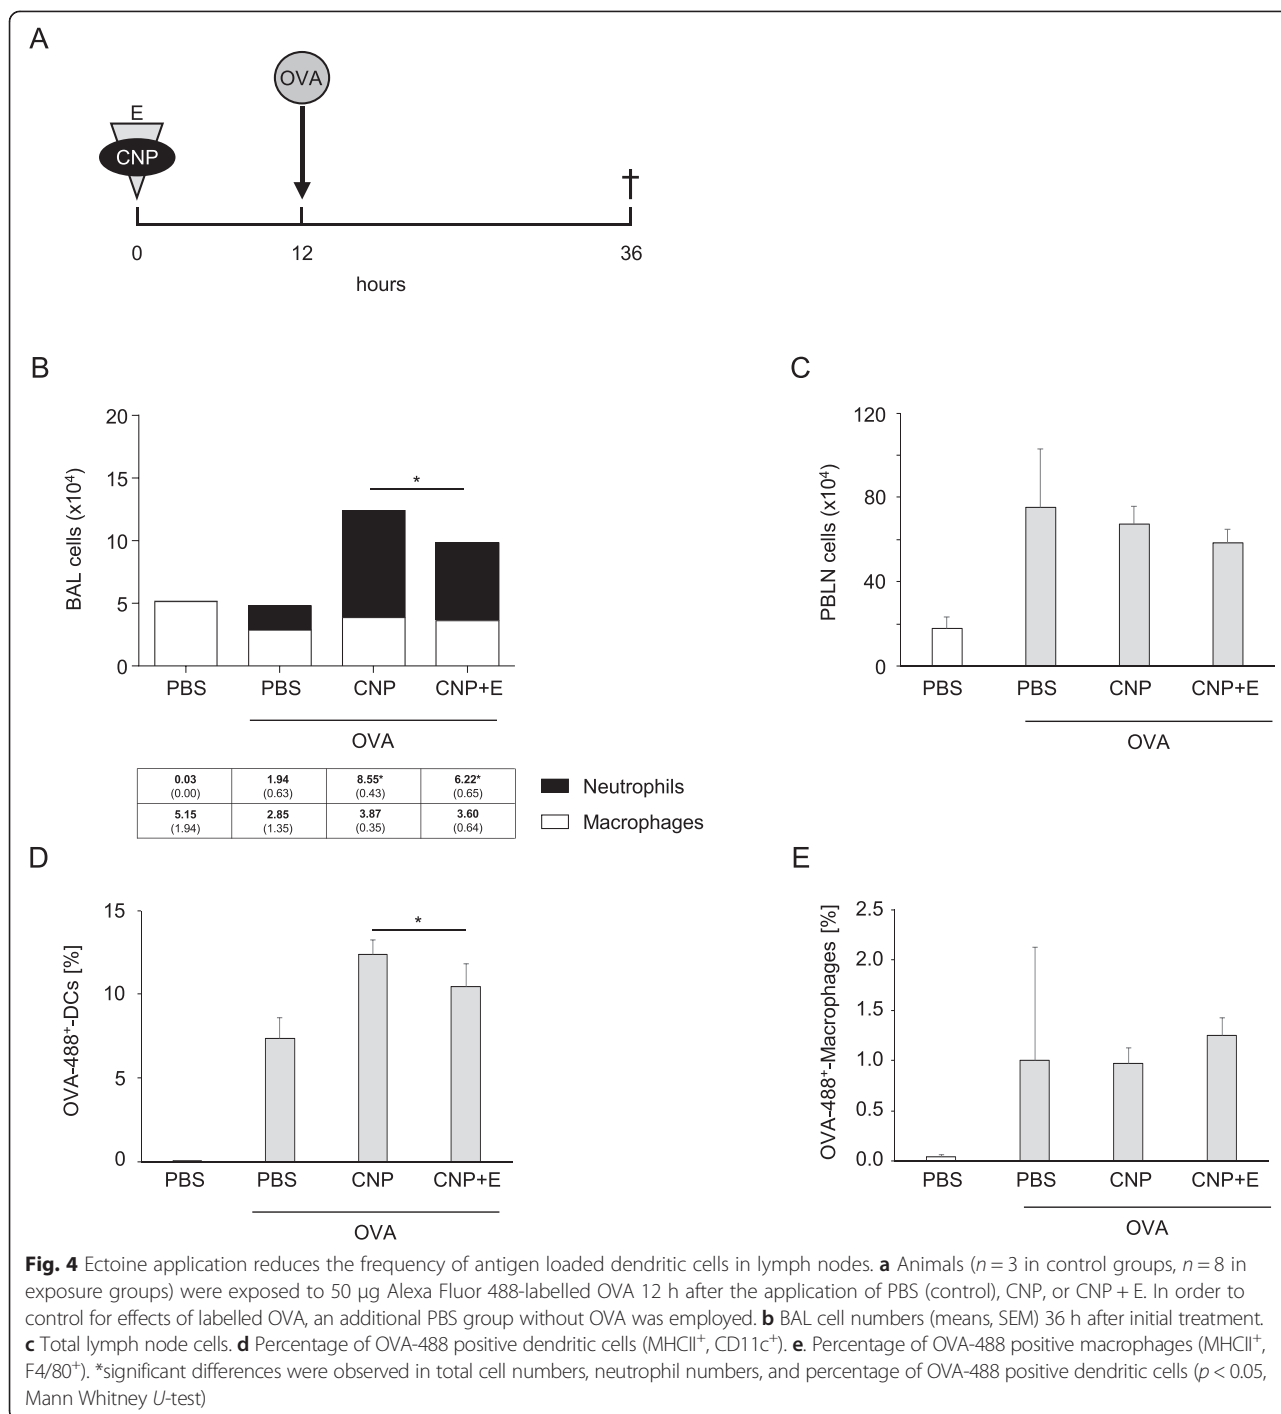 A
OVA
E
CNP
†
0 12 36
hours
B
20
15
10
5
0
BAL cells (x10⁴)
*
PBS PBS CNP CNP+E
OVA
0.03 1.94 8.55* 6.22*
(0.00) (0.63) (0.43) (0.65)
5.15 2.85 3.87 3.60
(1.94) (1.35) (0.35) (0.64)
Neutrophils
Macrophages
C
120
80
40
0
PBLN cells (x10⁴)
PBS PBS CNP CNP+E
OVA
D
15
10
5
0
OVA-488⁺-DCs [%]
*
PBS PBS CNP CNP+E
OVA
E
2.5
2.0
1.5
1.0
0.5
0.0
OVA-488⁺-Macrophages [%]
PBS PBS CNP CNP+E
OVA
Fig. 4 Ectoine application reduces the frequency of antigen loaded dendritic cells in lymph nodes. a Animals (n = 3 in control groups, n = 8 in
exposure groups) were exposed to 50 μg Alexa Fluor 488-labelled OVA 12 h after the application of PBS (control), CNP, or CNP + E. In order to
control for effects of labelled OVA, an additional PBS group without OVA was employed. b BAL cell numbers (means, SEM) 36 h after initial treatment.
c Total lymph node cells. d Percentage of OVA-488 positive dendritic cells (MHCII⁺, CD11c⁺). e. Percentage of OVA-488 positive macrophages (MHCII⁺,
F4/80⁺). *significant differences were observed in total cell numbers, neutrophil numbers, and percentage of OVA-488 positive dendritic cells (p < 0.05,
Mann Whitney U-test)